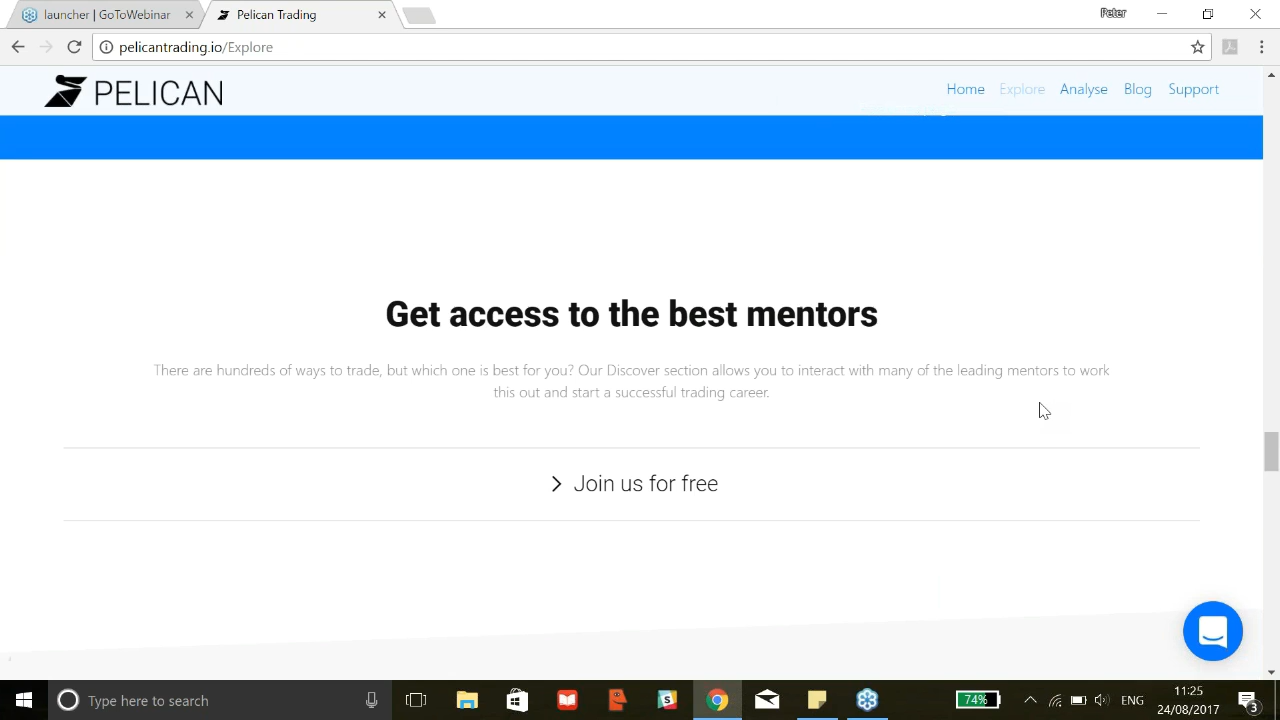 launcher | GoToWebinar
Pelican Trading
Peter
pelicantrading.io/Explore
PELICAN
Home Explore Analyse Blog Support
Get access to the best mentors
There are hundreds of ways to trade, but which one is best for you? Our Discover section allows you to interact with many of the leading mentors to work
this out and start a successful trading career.
Join us for free
Type here to search
S
74%
ENG
11:25
24/08/2017
3